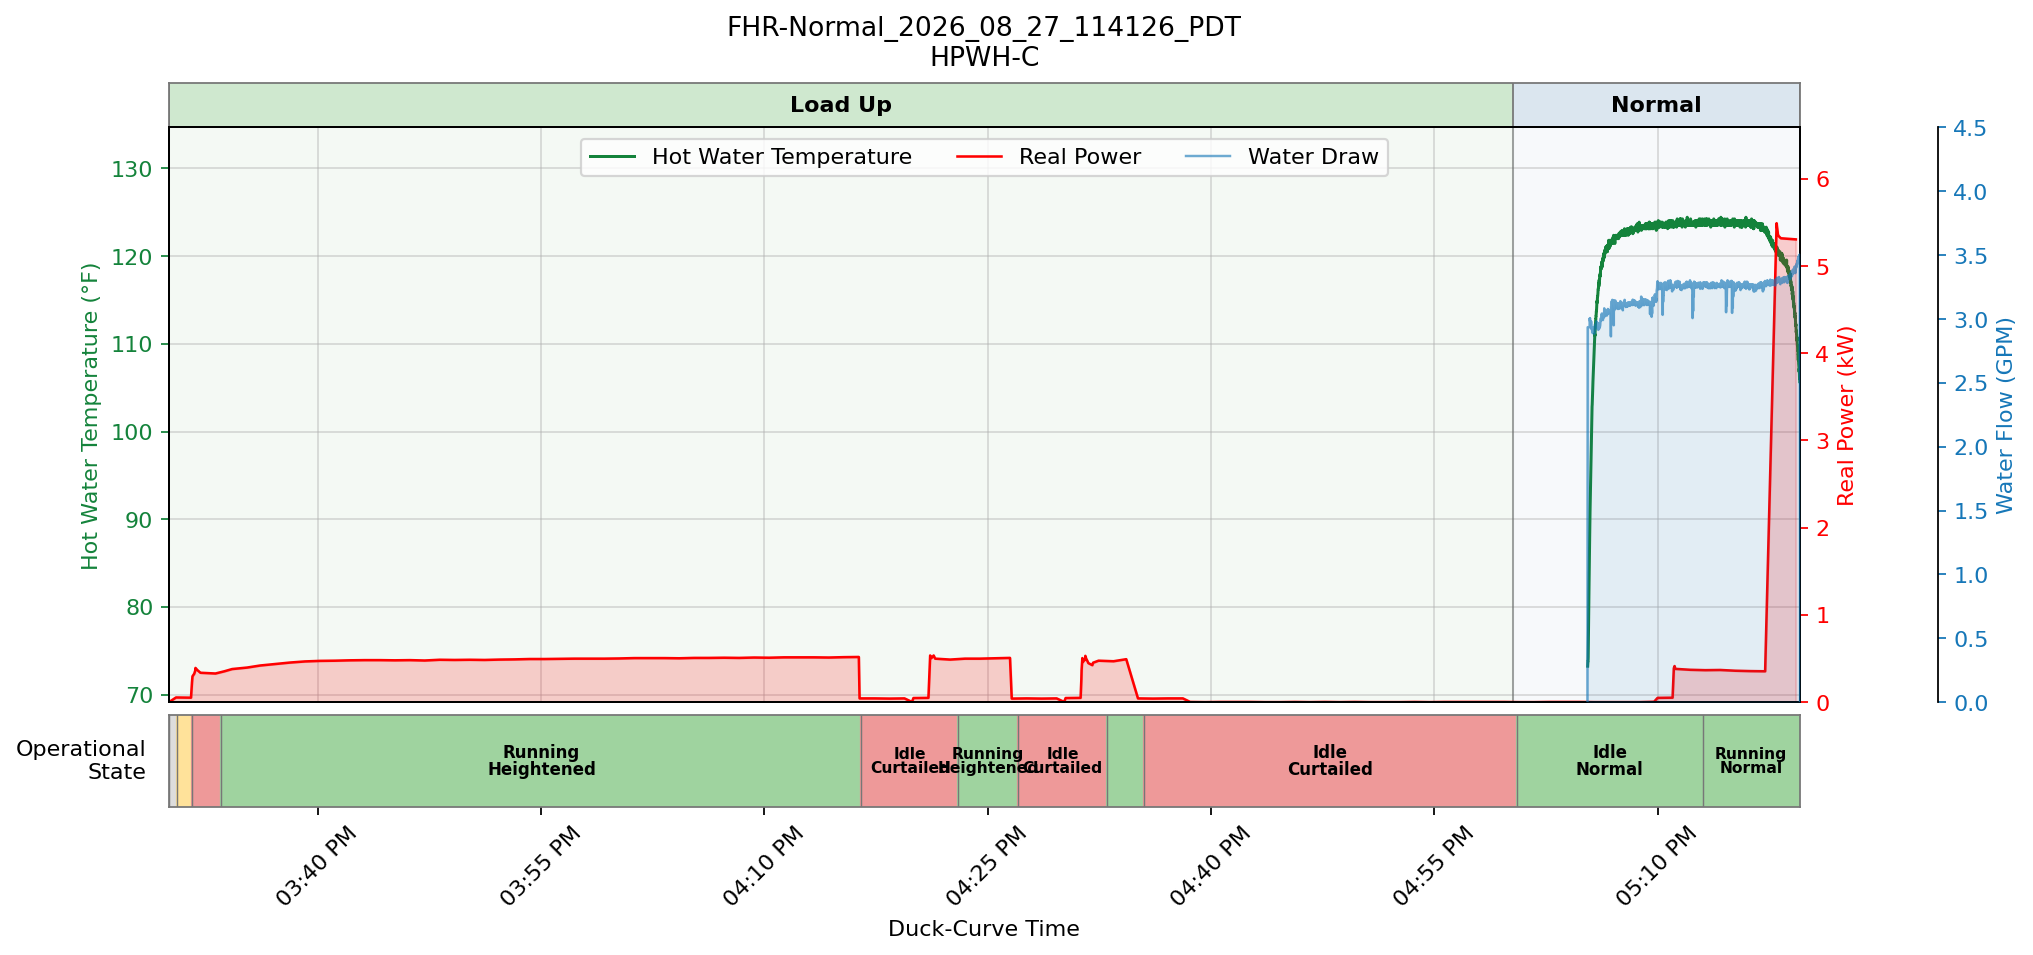 FHR-Normal_2026_08_27_114126_PDT
HPWH-C
Load Up
Normal
Hot Water Temperature
Real Power
Water Draw
Hot Water Temperature (°F)
130
120
110
100
90
80
70
Real Power (kW)
6
5
4
3
2
1
0
Water Flow (GPM)
4.5
4.0
3.5
3.0
2.5
2.0
1.5
1.0
0.5
0.0
Operational
State
Running
Heightened
Idle
Curtailed
Running
Heightened
Idle
Curtailed
Idle
Curtailed
Idle
Normal
Running
Normal
03:40 PM
03:55 PM
04:10 PM
04:25 PM
04:40 PM
04:55 PM
05:10 PM
Duck-Curve Time